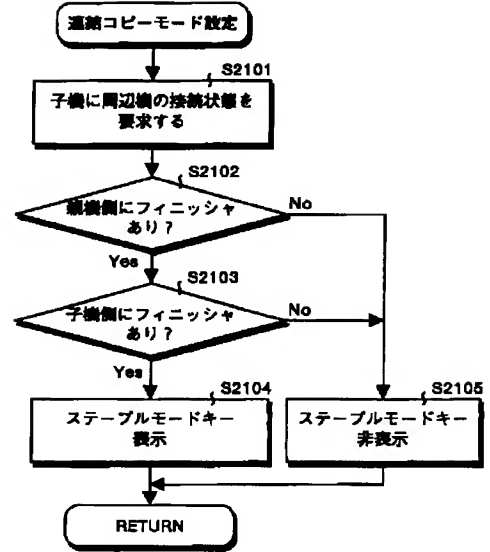 連結コピーモード設定
S2101
子機に周辺機の接続状態を
要求する
S2102
親機側にフィニッシャ
あり？
No
Yes
S2103
子機側にフィニッシャ
あり？
No
Yes
S2104
ステープルモードキー
表示
S2105
ステープルモードキー
非表示
RETURN